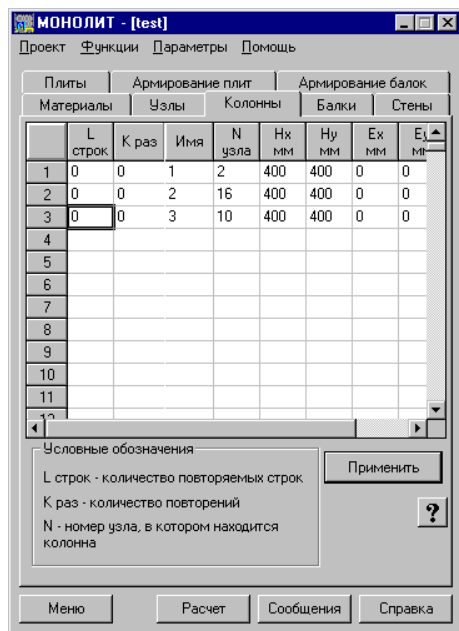 МОНОЛИТ - [test]
Проект Функции Параметры Помощь
Плиты Армирование плит Армирование балок
Материалы Узлы Колонны Балки Стены
L строк K раз Имя N узла Hx мм Hy мм Ex мм
1 0 0 1 2 400 400 0 0
2 0 0 2 16 400 400 0 0
3 0 0 3 10 400 400 0 0
4
5
6
7
8
9
10
11
Условные обозначения
L строк - количество повторяемых строк
K раз - количество повторений
N - номер узла, в котором находится
колонна
Применить
?
Меню Расчет Сообщения Справка